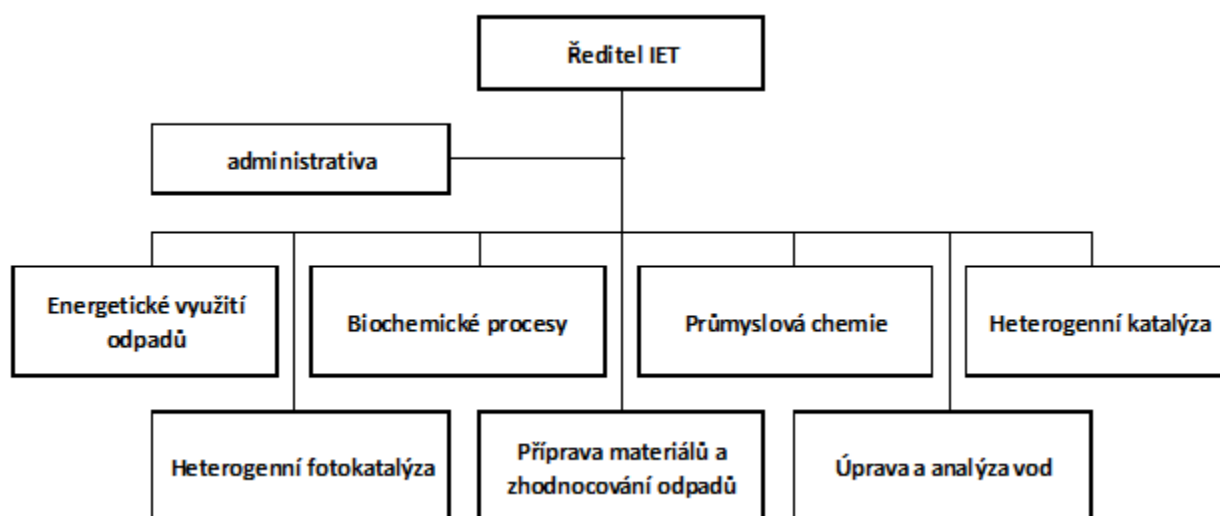 Ředitel IET
administrativa
Energetické využití
odpadů
Biochemické procesy
Průmyslová chemie
Heterogenní katalýza
Heterogenní fotokatalýza
Příprava materiálů a
zhodnocování odpadů
Úprava a analýza vod